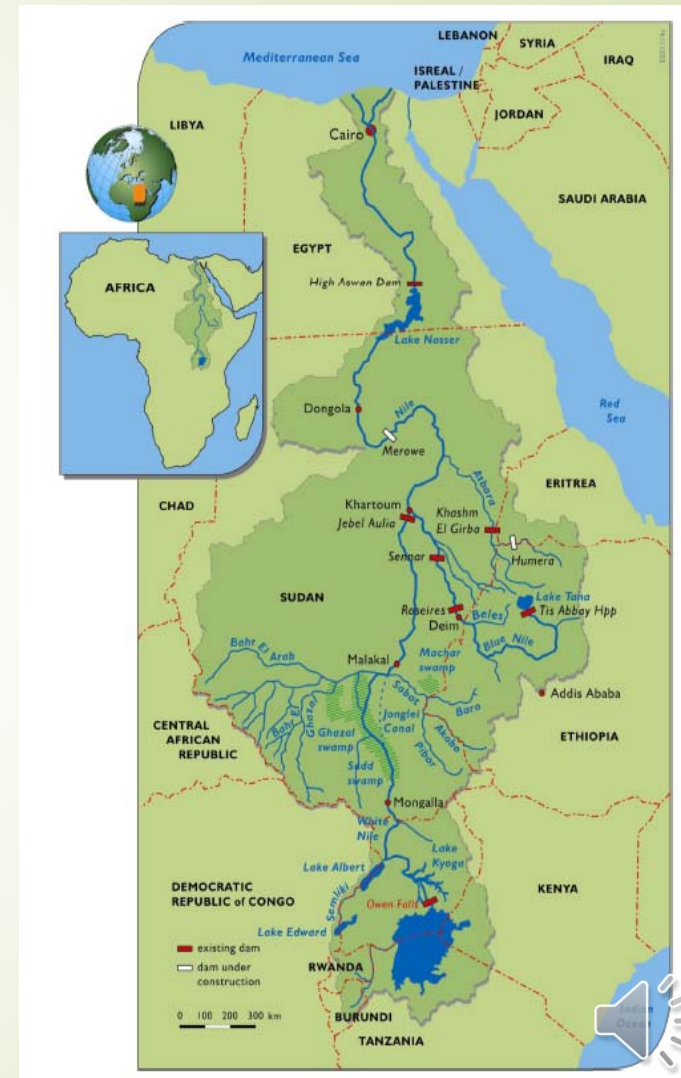 LEBANON
SYRIA
IRAQ
Mediterranean Sea
ISREAL /
PALESTINE
JORDAN
LIBYA
Cairo
SAUDI ARABIA
EGYPT
AFRICA
High Aswan Dam
Lake Nasser
Red
Sea
Dongola
Nile
Merowe
Atbara
ERITREA
CHAD
Khartoum
Jebel Aulia
Khashm
El Girba
Humera
Sennar
SUDAN
Lake Tana
Tis Abbay Hpp
Roseires
Deim
Beles
Blue Nile
Bahr El Arab
Malakal
Machar
swamp
Sobat
Addis Ababa
Baro
Bahr El
Ghazal
Jonglei
Canal
Akobo
Pibor
CENTRAL
AFRICAN
REPUBLIC
ETHIOPIA
Ghazal
swamp
Sudd
swamp
Mongalla
White
Nile
Lake
Kyoga
Lake Albert
Semliki
DEMOCRATIC
REPUBLIC of CONGO
KENYA
Owen Falls
Lake Edward
existing dam
dam under
construction
RWANDA
0 100 200 300 km
BURUNDI
TANZANIA
Indian
Ocean